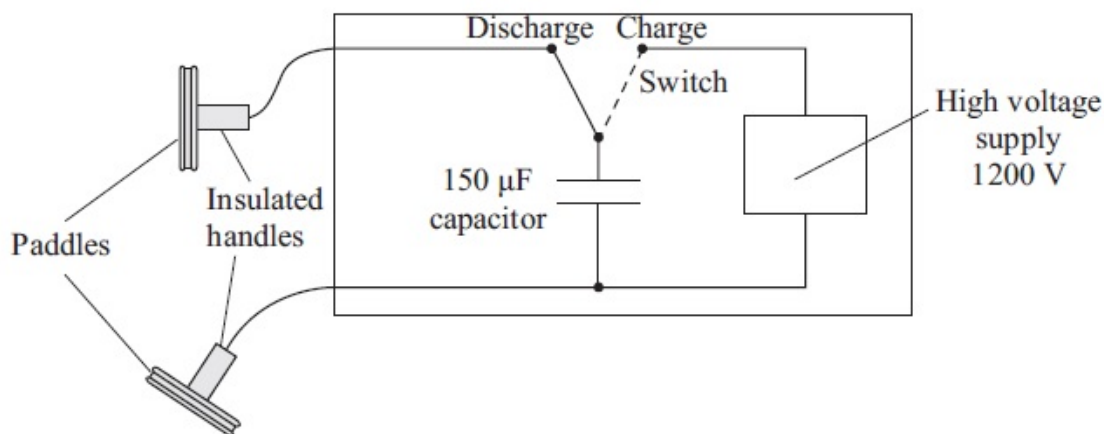 Discharge Charge
Switch
High voltage
supply
1200 V
150 μF
capacitor
Insulated
handles
Paddles